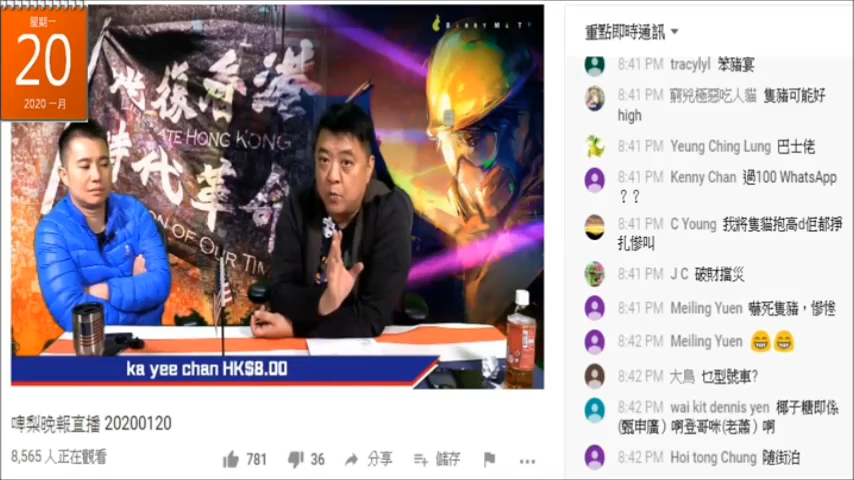 星期一
20
2020 一月
BENNY MA TT
光復香港
LIBERATE HONG KONG
時代革命
REVOLUTION OF OUR TIMES
ka yee chan HK$8.00
啤梨晚報直播 20200120
8,565 人正在觀看
781
36
分享
儲存
重點即時通訊
8:41 PM tracylyl 笨豬宴
8:41 PM 窮兇極惡吃人貓 隻豬可能好
high
8:41 PM Yeung Ching Lung 巴士佬
8:41 PM Kenny Chan 過100 WhatsApp
？？
8:41 PM C Young 我將隻貓抱高d佢都掙
扎慘叫
8:41 PM J C 破財擋災
8:41 PM Meiling Yuen 嚇死隻豬，慘慘
8:42 PM Meiling Yuen 😁😁
8:42 PM 大鳥 乜型號車?
8:42 PM wai kit dennis yen 椰子糖即係
(甄申廣）啊登哥咪(老蕭）啊
8:42 PM Hoi tong Chung 隨街泊